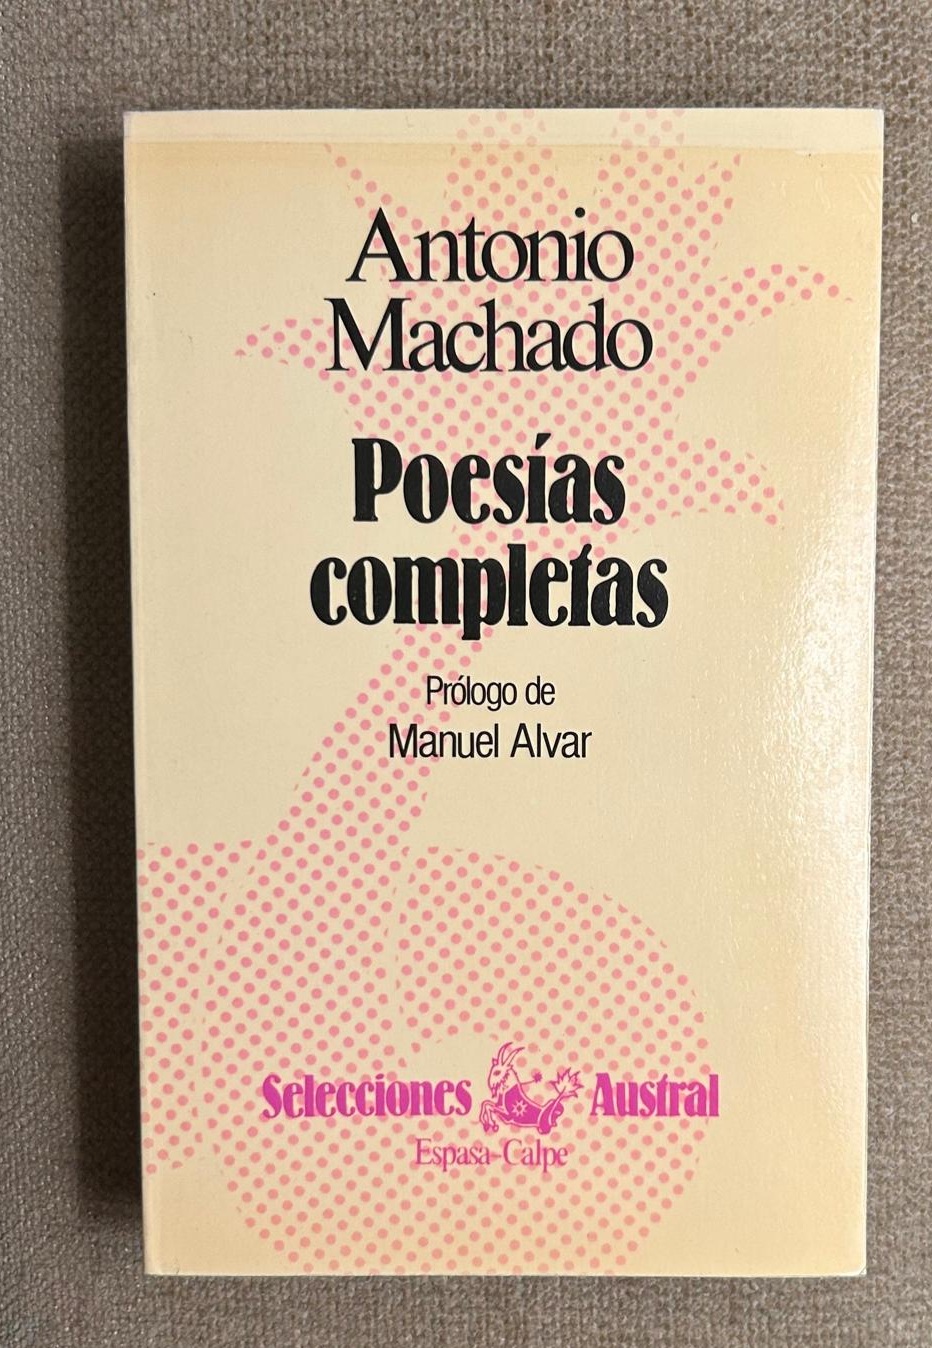 Antonio
Machado
Poesías
completas
Prólogo de
Manuel Alvar
Selecciones Austral
Espasa-Calpe